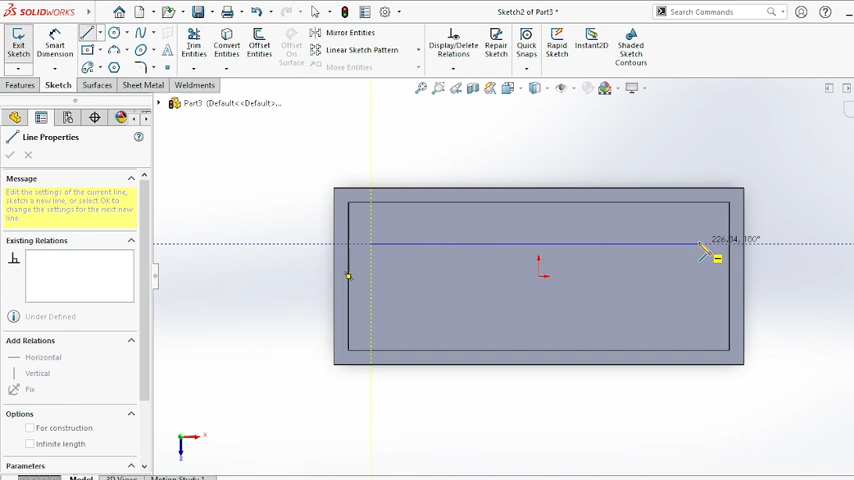 SOLIDWORKS
Sketch2 of Part3 *
Search Commands
Exit Sketch
Smart Dimension
Trim Entities
Convert Entities
Offset Entities
Offset On Surface
Mirror Entities
Linear Sketch Pattern
Move Entities
Display/Delete Relations
Repair Sketch
Quick Snaps
Rapid Sketch
Instant2D
Shaded Sketch Contours
Features
Sketch
Surfaces
Sheet Metal
Weldments
Part3 (Default<<Default>...
Line Properties
Message
Edit the settings of the current line,
sketch a new line, or select OK to
change the settings for the next new
line.
Existing Relations
Under Defined
Add Relations
Horizontal
Vertical
Fix
Options
For construction
Infinite length
Parameters
226.84, 180°
x
z
Model
3D Views
Motion Study 1